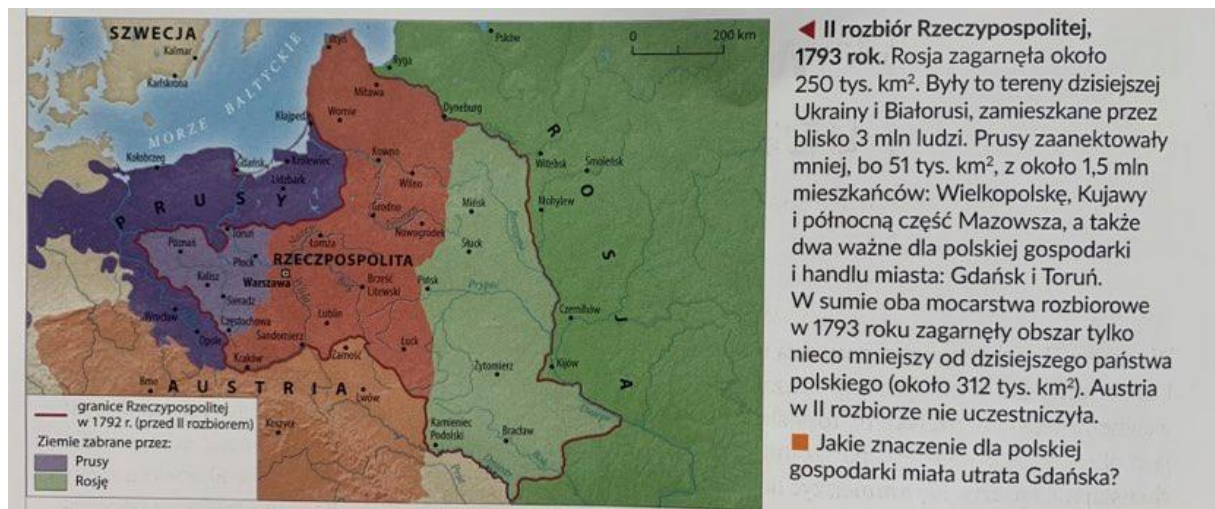 SZWECJA
Kalmar
Karlskrona
MORZE BAŁTYCKIE
Psków
0 200 km
Ryga
Mitawa
Kłajpeda
Wornie
Dyneburg
ROSJA
Kołobrzeg
Gdańsk
Królewiec
Kowno
Witebsk
Smoleńsk
Lidzbark
Wilno
PRUSY
Grodno
Mińsk
Mohylew
Nowogródek
Toruń
Poznań
Łomża
Słuck
Płock
RZECZPOSPOLITA
Kalisz
Warszawa
Brześć
Litewski
Pińsk
Prypeć
Sieradz
Wrocław
Częstochowa
Lublin
Czernihów
Opole
Sandomierz
Łuck
Kraków
Zamość
Żytomierz
Kijów
Brno
AUSTRIA
Lwów
Koszyce
Kamieniec
Podolski
Bracław
Boh
Prut
granice Rzeczypospolitej
w 1792 r. (przed II rozbiorem)
Ziemie zabrane przez:
Prusy
Rosję
II rozbiór Rzeczypospolitej,
1793 rok. Rosja zagarnęła około
250 tys. km². Były to tereny dzisiejszej
Ukrainy i Białorusi, zamieszkane przez
blisko 3 mln ludzi. Prusy zaanektowały
mniej, bo 51 tys. km², z około 1,5 mln
mieszkańców: Wielkopolskę, Kujawy
i północną część Mazowsza, a także
dwa ważne dla polskiej gospodarki
i handlu miasta: Gdańsk i Toruń.
W sumie oba mocarstwa rozbiorowe
w 1793 roku zagarnęły obszar tylko
nieco mniejszy od dzisiejszego państwa
polskiego (około 312 tys. km²). Austria
w II rozbiorze nie uczestniczyła.
Jakie znaczenie dla polskiej
gospodarki miała utrata Gdańska?